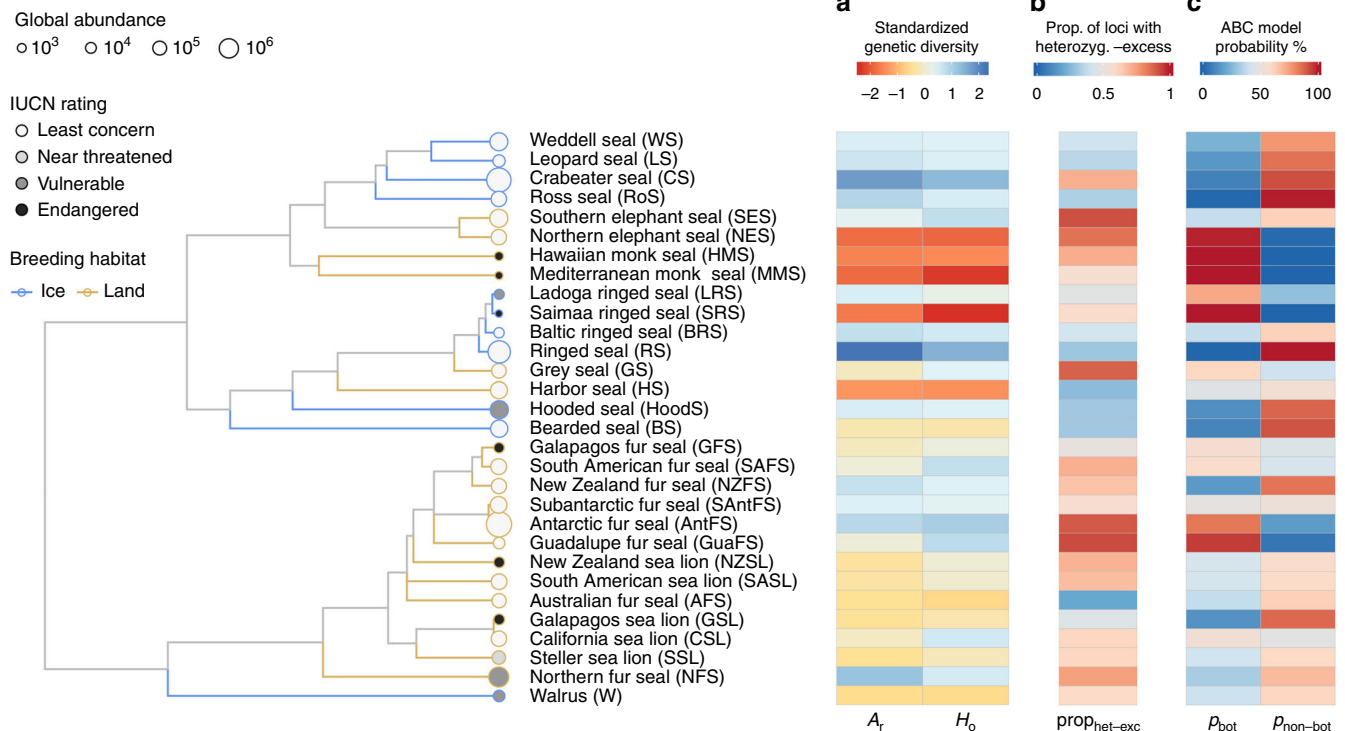 Global abundance
10^3 10^4 10^5 10^6
IUCN rating
Least concern
Near threatened
Vulnerable
Endangered
Breeding habitat
Ice Land
Weddell seal (WS)
Leopard seal (LS)
Crabeater seal (CS)
Ross seal (RoS)
Southern elephant seal (SES)
Northern elephant seal (NES)
Hawaiian monk seal (HMS)
Mediterranean monk seal (MMS)
Ladoga ringed seal (LRS)
Saimaa ringed seal (SRS)
Baltic ringed seal (BRS)
Ringed seal (RS)
Grey seal (GS)
Harbor seal (HS)
Hooded seal (HoodS)
Bearded seal (BS)
Galapagos fur seal (GFS)
South American fur seal (SAFS)
New Zealand fur seal (NZFS)
Subantarctic fur seal (SAntFS)
Antarctic fur seal (AntFS)
Guadalupe fur seal (GuaFS)
New Zealand sea lion (NZSL)
South American sea lion (SASL)
Australian fur seal (AFS)
Galapagos sea lion (GSL)
California sea lion (CSL)
Steller sea lion (SSL)
Northern fur seal (NFS)
Walrus (W)
a
Standardized
genetic diversity
−2 −1 0 1 2
A_r H_o
b
Prop. of loci with
heterozyg. –excess
0 0.5 1
prop_het–exc
c
ABC model
probability %
0 50 100
p_bot p_non–bot